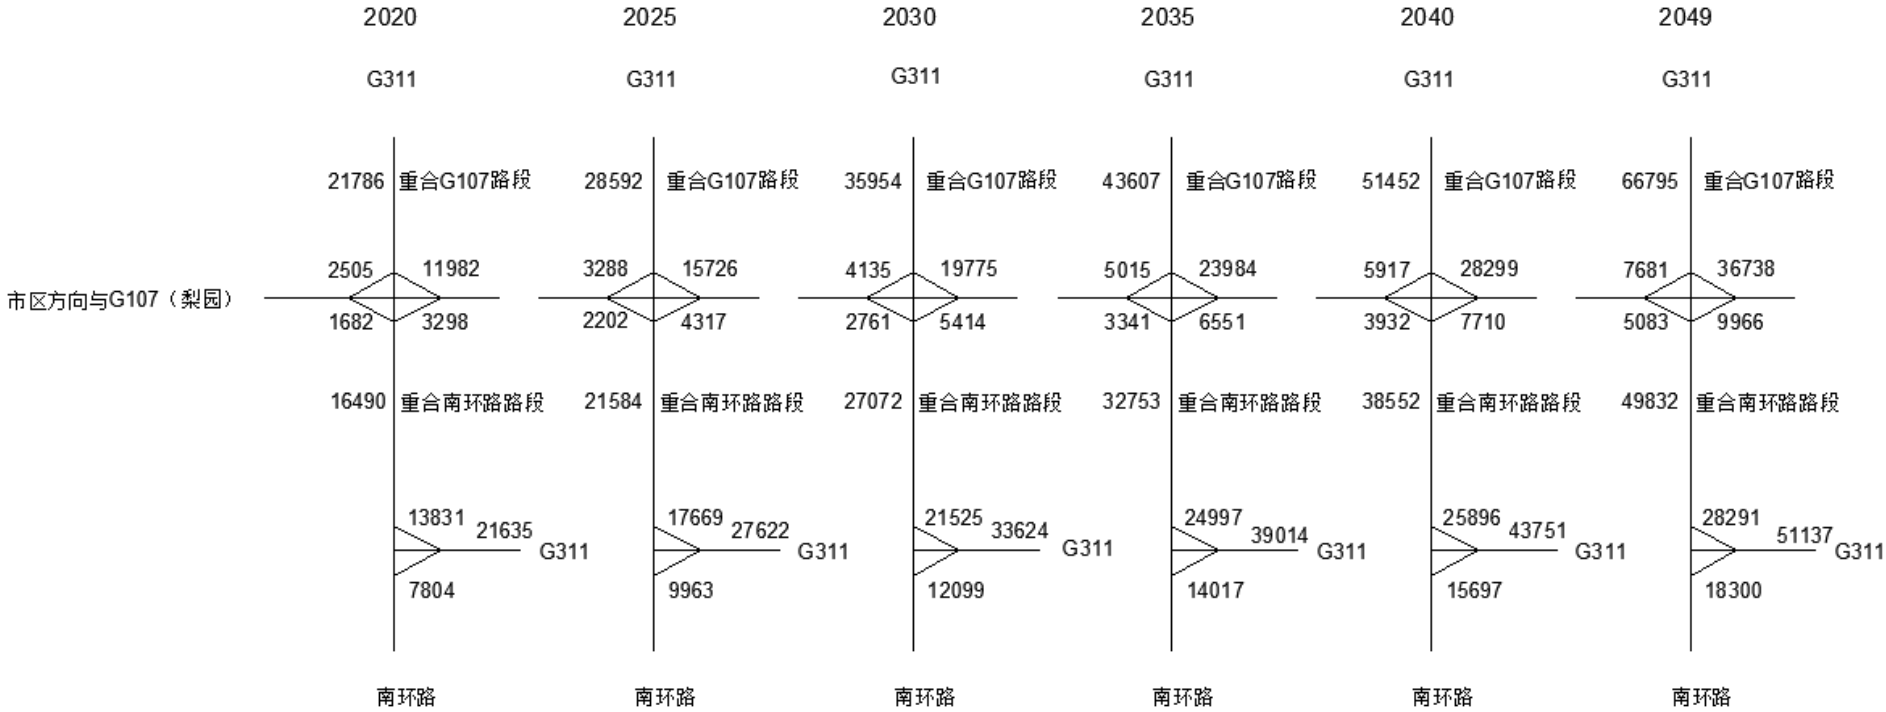 2020 2025 2030 2035 2040 2049
G311 G311 G311 G311 G311 G311
21786 重合G107路段 28592 重合G107路段 35954 重合G107路段 43607 重合G107路段 51452 重合G107路段 66795 重合G107路段
2505 11982 3288 15726 4135 19775 5015 23984 5917 28299 7681 36738
市区方向与G107（梨园）
1682 3298 2202 4317 2761 5414 3341 6551 3932 7710 5083 9966
16490 重合南环路路段 21584 重合南环路路段 27072 重合南环路路段 32753 重合南环路路段 38552 重合南环路路段 49832 重合南环路路段
13831 17669 21525 24997 25896 28291
21635 27622 33624 39014 43751 51137
G311 G311 G311 G311 G311 G311
7804 9963 12099 14017 15697 18300
南环路 南环路 南环路 南环路 南环路 南环路